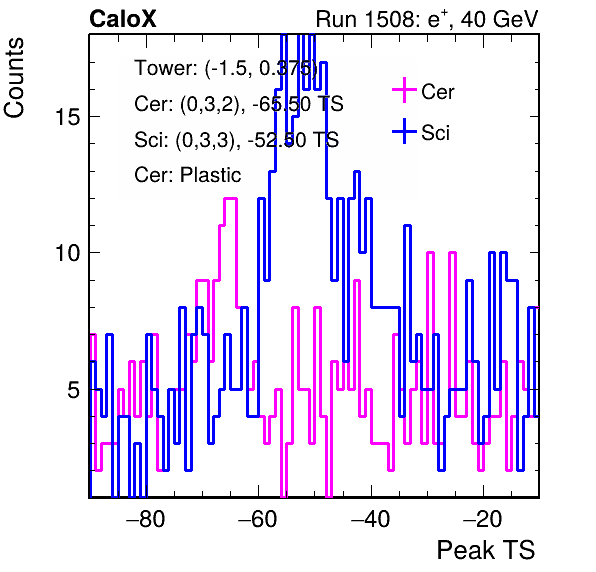 CaloX Run 1508: e⁺, 40 GeV
Counts
Tower: (-1.5, 0.375)
Cer: (0,3,2), -65.50 TS
Sci: (0,3,3), -52.50 TS
Cer: Plastic
Cer
Sci
15
10
5
−80 −60 −40 −20
Peak TS